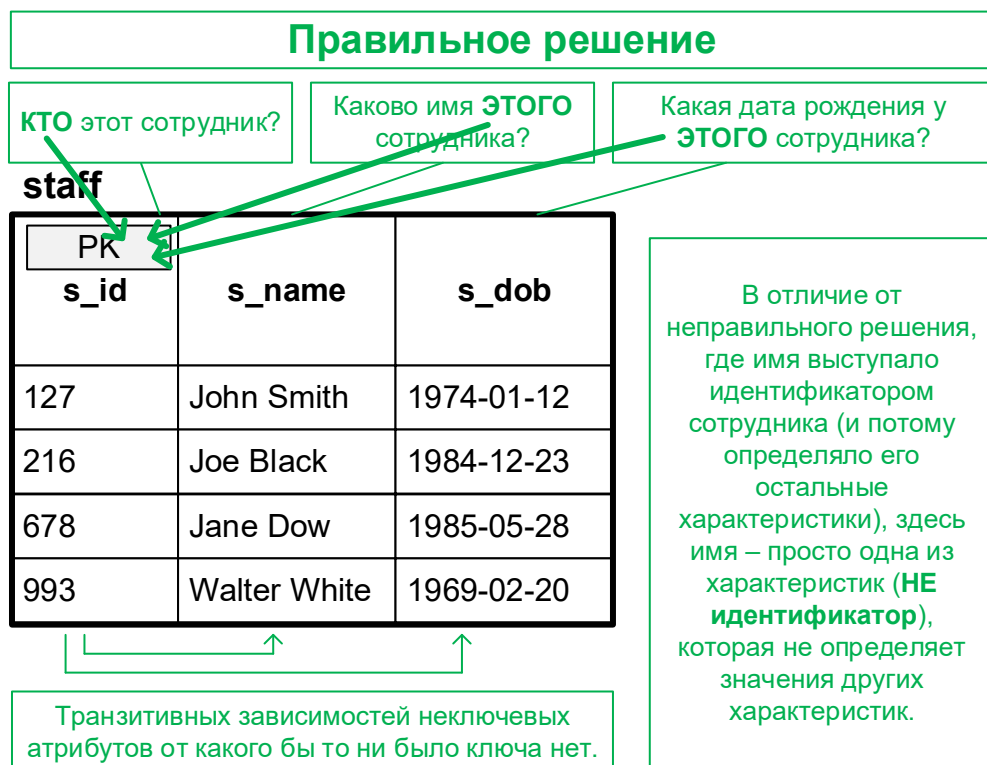 Правильное решение
КТО этот сотрудник?
Каково имя ЭТОГО
сотрудника?
Какая дата рождения у
ЭТОГО сотрудника?
staff
PK
s_id s_name s_dob
127 John Smith 1974-01-12
216 Joe Black 1984-12-23
678 Jane Dow 1985-05-28
993 Walter White 1969-02-20
В отличие от
неправильного решения,
где имя выступало
идентификатором
сотрудника (и потому
определяло его
остальные
характеристики), здесь
имя – просто одна из
характеристик (НЕ
идентификатор),
которая не определяет
значения других
характеристик.
Транзитивных зависимостей неключевых
атрибутов от какого бы то ни было ключа нет.